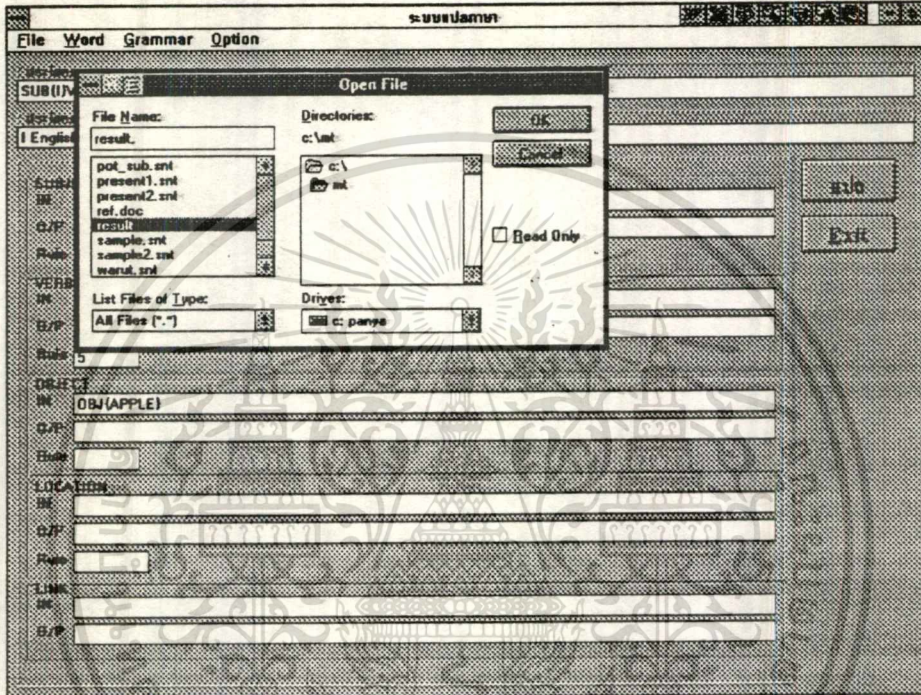 ระบบแปลภาษา
File Word Grammar Option
SUB(I)V
I English
Open File
File Name:
result.
pot_sub.snt
present1.snt
present2.snt
ref.doc
result
sample.snt
sample2.snt
warut.snt
List Files of Type:
All Files (*.*)
Directories:
c:\mt
c:\
mt
Drives:
c: panya
OK
Cancel
Read Only
แปล
Exit
IN
O/P
Rule
VERB
IN
O/P
Rule 5
OBJECT
IN OBJ(APPLE)
O/P
Rule
LOCATION
IN
O/P
Rule
LINK
IN
O/P